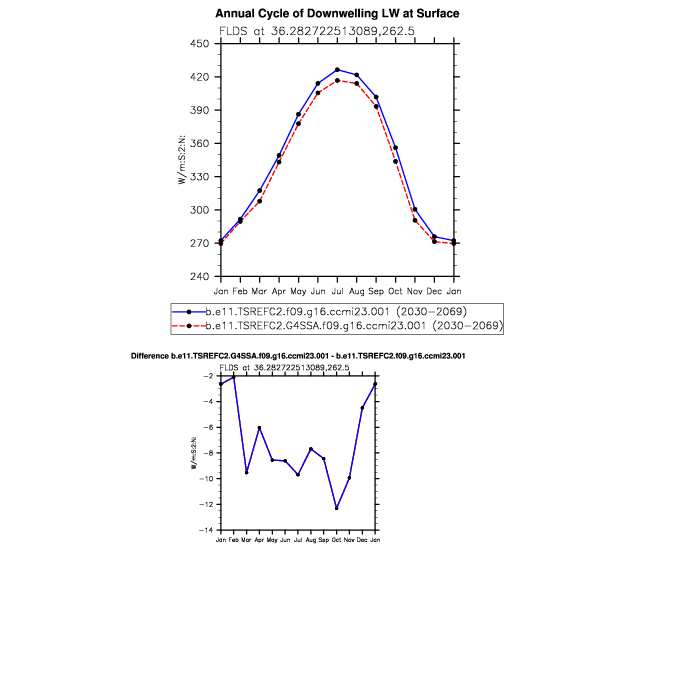 Annual Cycle of Downwelling LW at Surface
FLDS at 36.282722513089,262.5
450
420
390
360
330
300
270
240
W/m:S:2:N:
Jan Feb Mar Apr May Jun Jul Aug Sep Oct Nov Dec Jan
b.e11.TSREFC2.f09.g16.ccmi23.001 (2030-2069)
b.e11.TSREFC2.G4SSA.f09.g16.ccmi23.001 (2030-2069)
Difference b.e11.TSREFC2.G4SSA.f09.g16.ccmi23.001 - b.e11.TSREFC2.f09.g16.ccmi23.001
FLDS at 36.282722513089,262.5
-2
-4
-6
-8
-10
-12
-14
W/m:S:2:N:
Jan Feb Mar Apr May Jun Jul Aug Sep Oct Nov Dec Jan